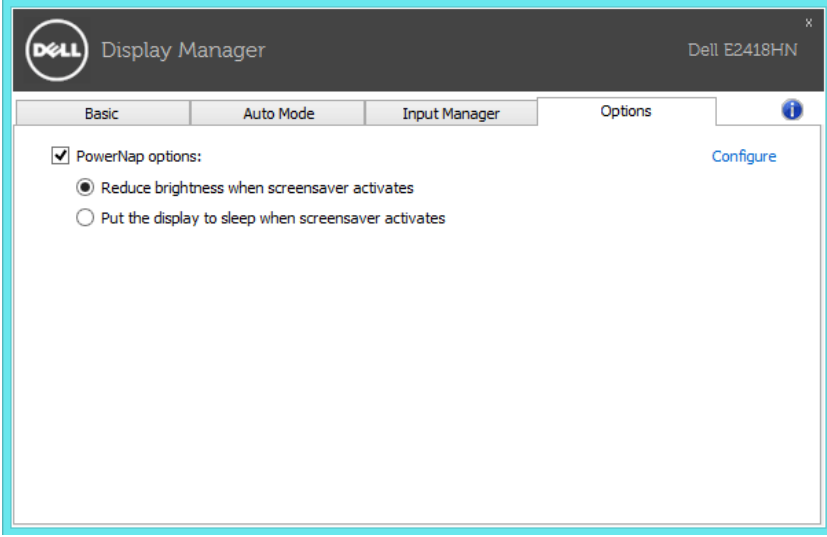 x
DELL Display Manager Dell E2418HN
Basic Auto Mode Input Manager Options i
PowerNap options: Configure
Reduce brightness when screensaver activates
Put the display to sleep when screensaver activates